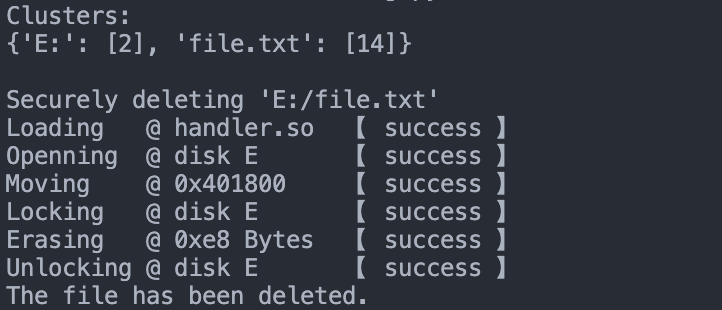 Clusters:
{'E:': [2], 'file.txt': [14]}
Securely deleting 'E:/file.txt'
Loading   @ handler.so   【 success 】
Openning  @ disk E       【 success 】
Moving    @ 0x401800     【 success 】
Locking   @ disk E       【 success 】
Erasing   @ 0xe8 Bytes   【 success 】
Unlocking @ disk E       【 success 】
The file has been deleted.